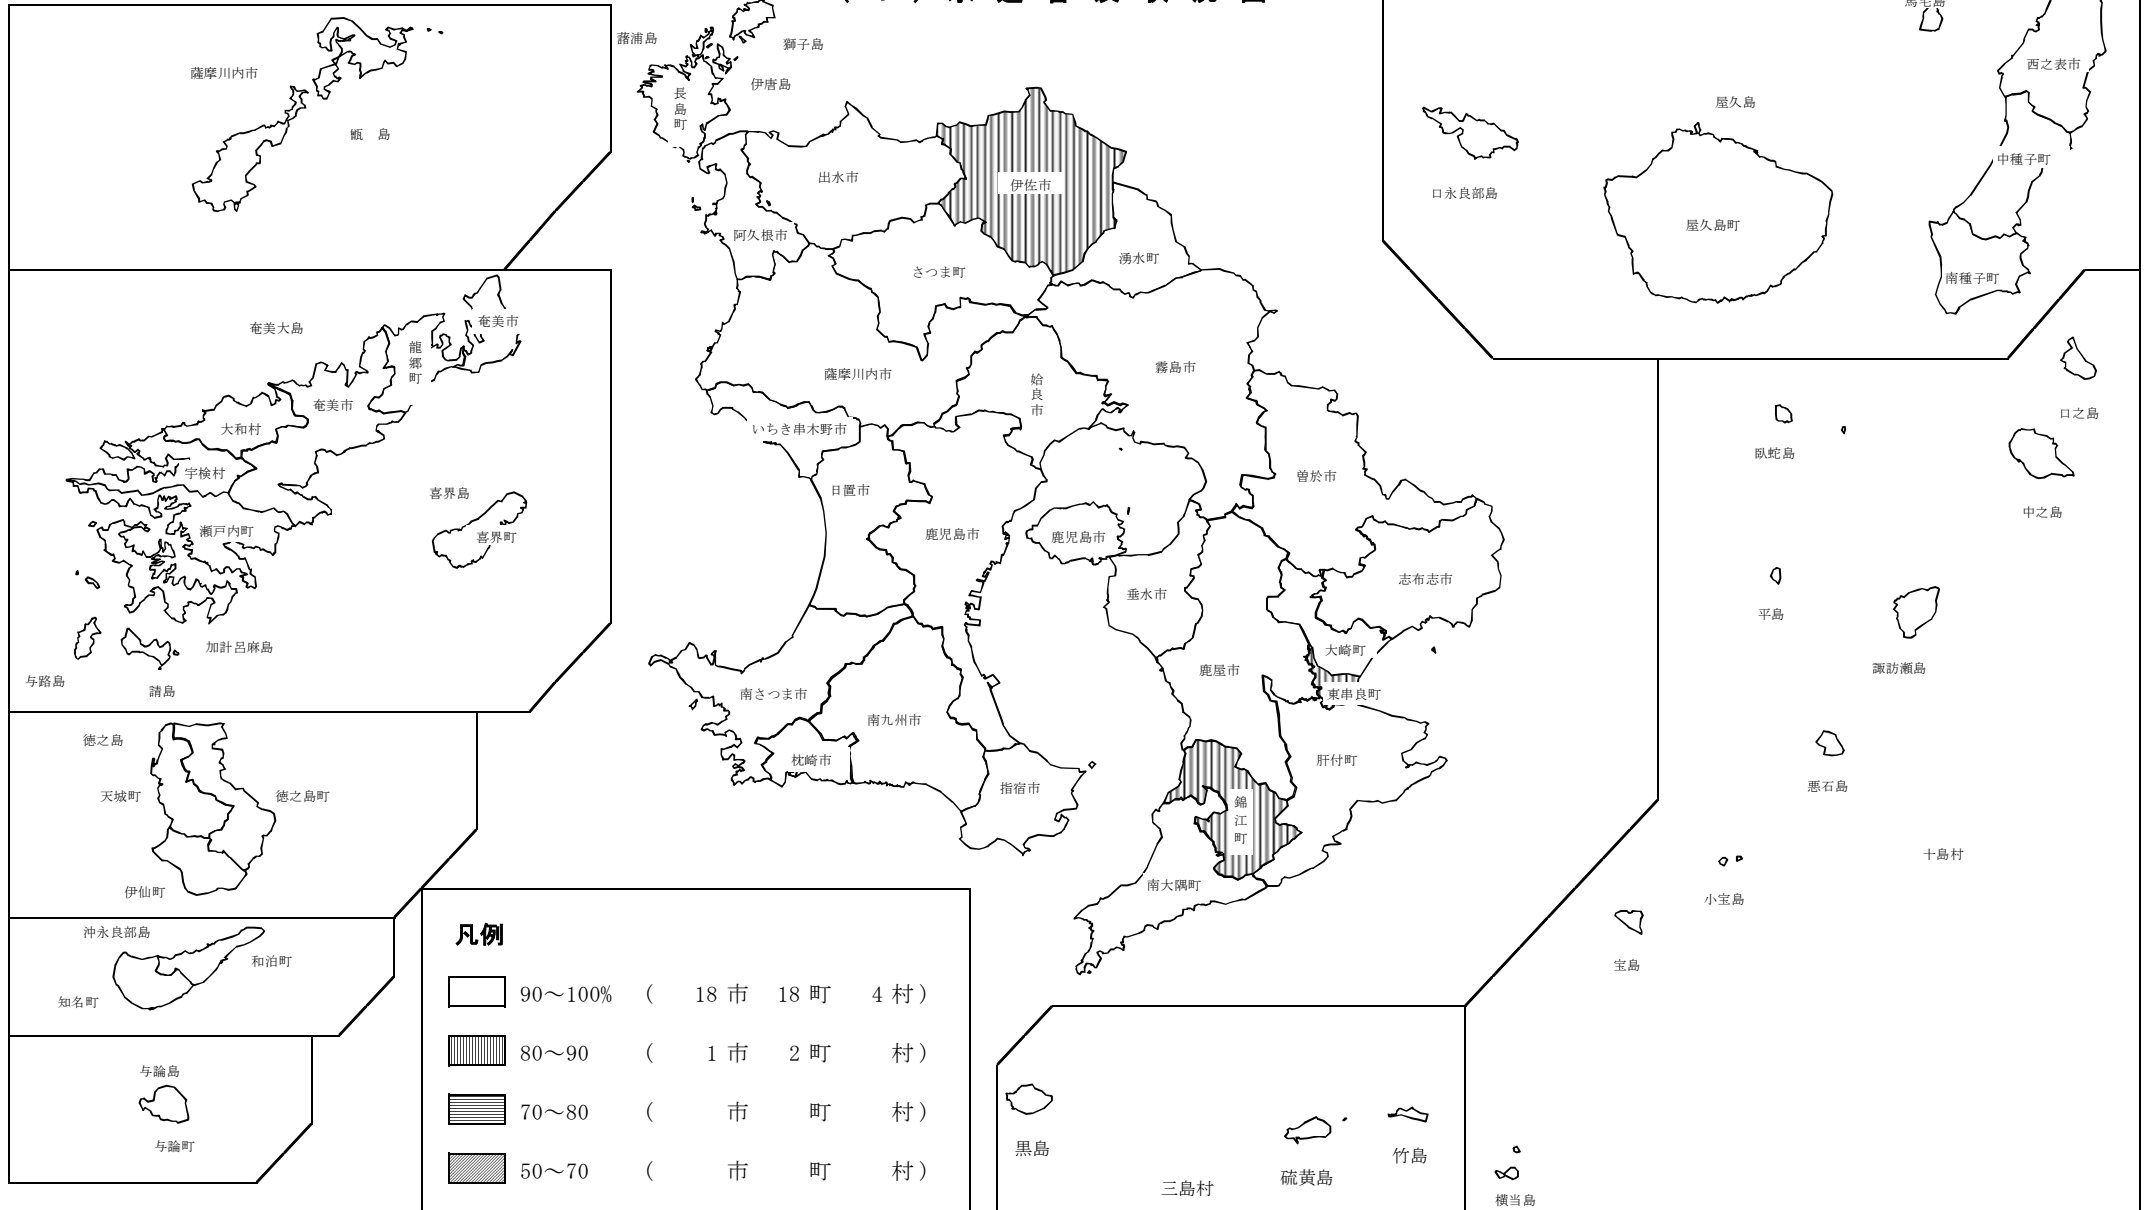 薩摩川内市
甑 島
奄美大島
奄美市
龍郷町
奄美市
大和村
宇検村
瀬戸内町
喜界島
喜界町
加計呂麻島
与路島
請島
徳之島
天城町
徳之島町
伊仙町
沖永良部島
和泊町
知名町
与論島
与論町
獅子島
伊唐島
長島町
出水市
伊佐市
阿久根市
さつま町
湧水町
薩摩川内市
姶良市
霧島市
いちき串木野市
日置市
鹿児島市
鹿児島市
曽於市
志布志市
垂水市
大崎町
鹿屋市
東串良町
南さつま市
南九州市
枕崎市
指宿市
肝付町
錦江町
南大隅町
西之表市
屋久島
中種子町
口永良部島
屋久島町
南種子町
口之島
臥蛇島
中之島
平島
諏訪瀬島
悪石島
十島村
小宝島
宝島
黒島
竹島
硫黄島
三島村
横当島
凡例
90～100% ( 18 市 18 町 4 村 )
80～90 ( 1 市 2 町 村 )
70～80 ( 市 町 村 )
50～70 ( 市 町 村 )